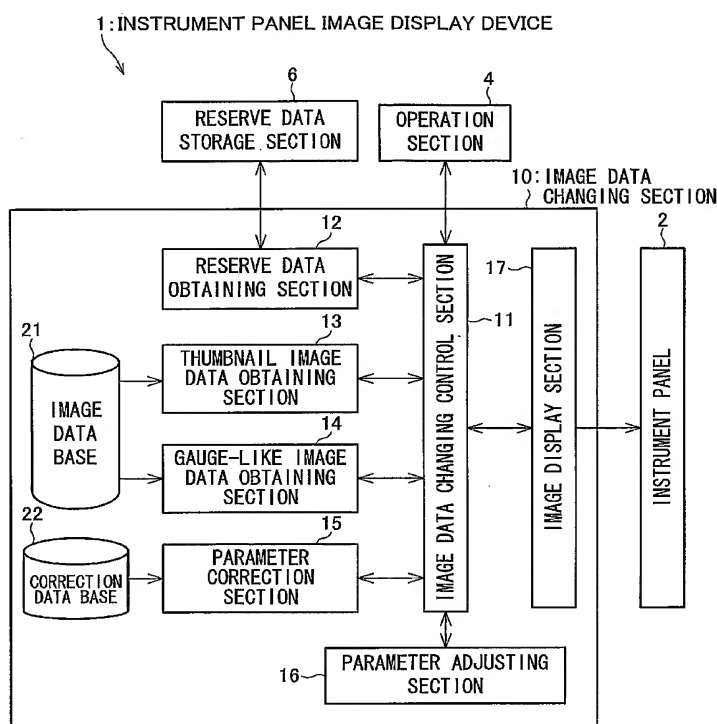 1:INSTRUMENT PANEL IMAGE DISPLAY DEVICE
6
RESERVE DATA
STORAGE SECTION
4
OPERATION
SECTION
10:IMAGE DATA
CHANGING SECTION
12
RESERVE DATA
OBTAINING SECTION
21
IMAGE
DATA
BASE
13
THUMBNAIL IMAGE
DATA OBTAINING
SECTION
14
GAUGE-LIKE IMAGE
DATA OBTAINING
SECTION
22
CORRECTION
DATA BASE
15
PARAMETER
CORRECTION
SECTION
IMAGE DATA CHANGING CONTROL SECTION
11
17
IMAGE DISPLAY SECTION
2
INSTRUMENT PANEL
16
PARAMETER ADJUSTING
SECTION